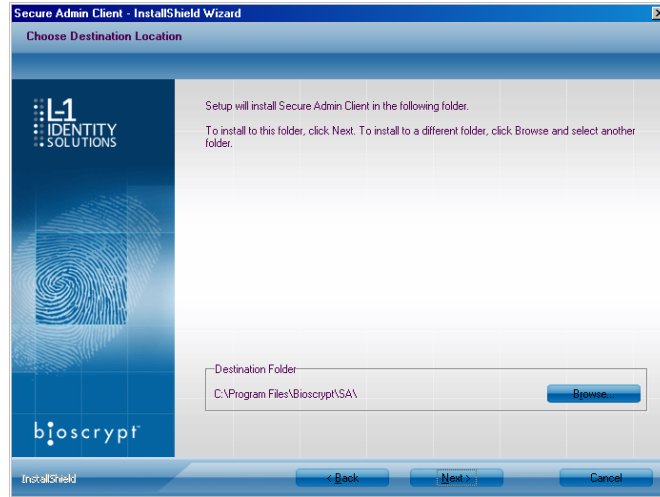 Secure Admin Client - InstallShield Wizard
Choose Destination Location
L-1
IDENTITY
SOLUTIONS
Setup will install Secure Admin Client in the following folder.
To install to this folder, click Next. To install to a different folder, click Browse and select another
folder.
Destination Folder
C:\Program Files\Bioscrypt\SA\
Browse...
bioscrypt
InstallShield
< Back
Next >
Cancel